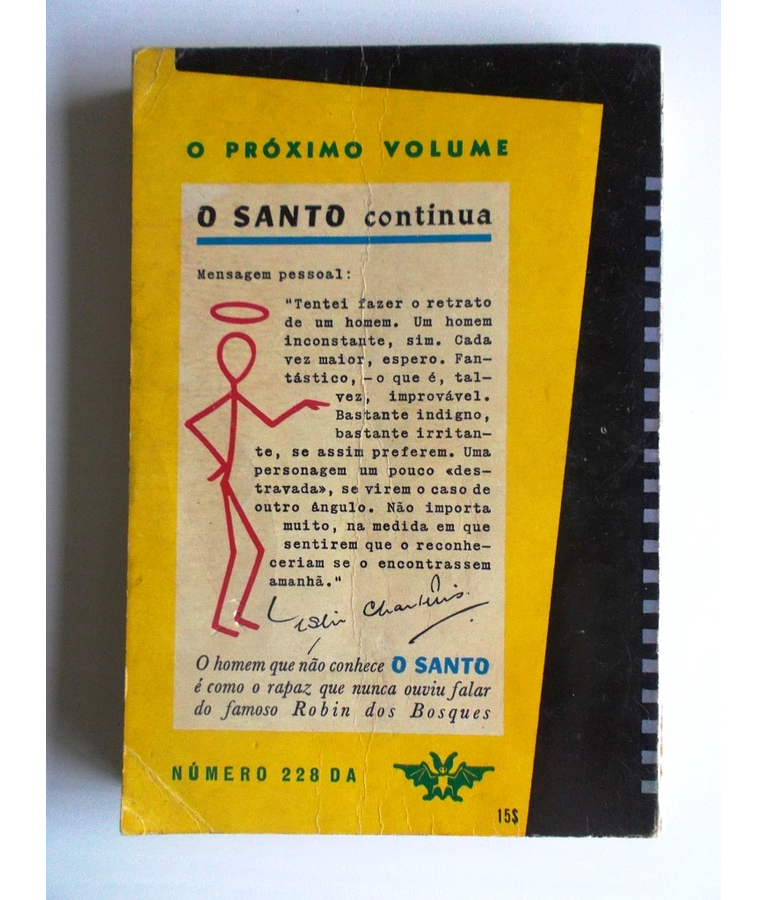 O PRÓXIMO VOLUME
O SANTO continua
Mensagem pessoal:
"Tentei fazer o retrato
de um homem. Um homem
inconstante, sim. Cada
vez maior, espero. Fan-
tástico, — o que é, tal-
vez, improvável.
Bastante indigno,
bastante irritan-
te, se assim preferem. Uma
personagem um pouco «des-
travada», se virem o caso de
outro Angulo. Não importa
muito, na medida em que
sentirem que o reconhe-
ceriam se o encontrassem
amanhã."
Leslie Charteris.
O homem que não conhece O SANTO
é como o rapaz que nunca ouviu falar
do famoso Robin dos Bosques
NÚMERO 228 DA
15$